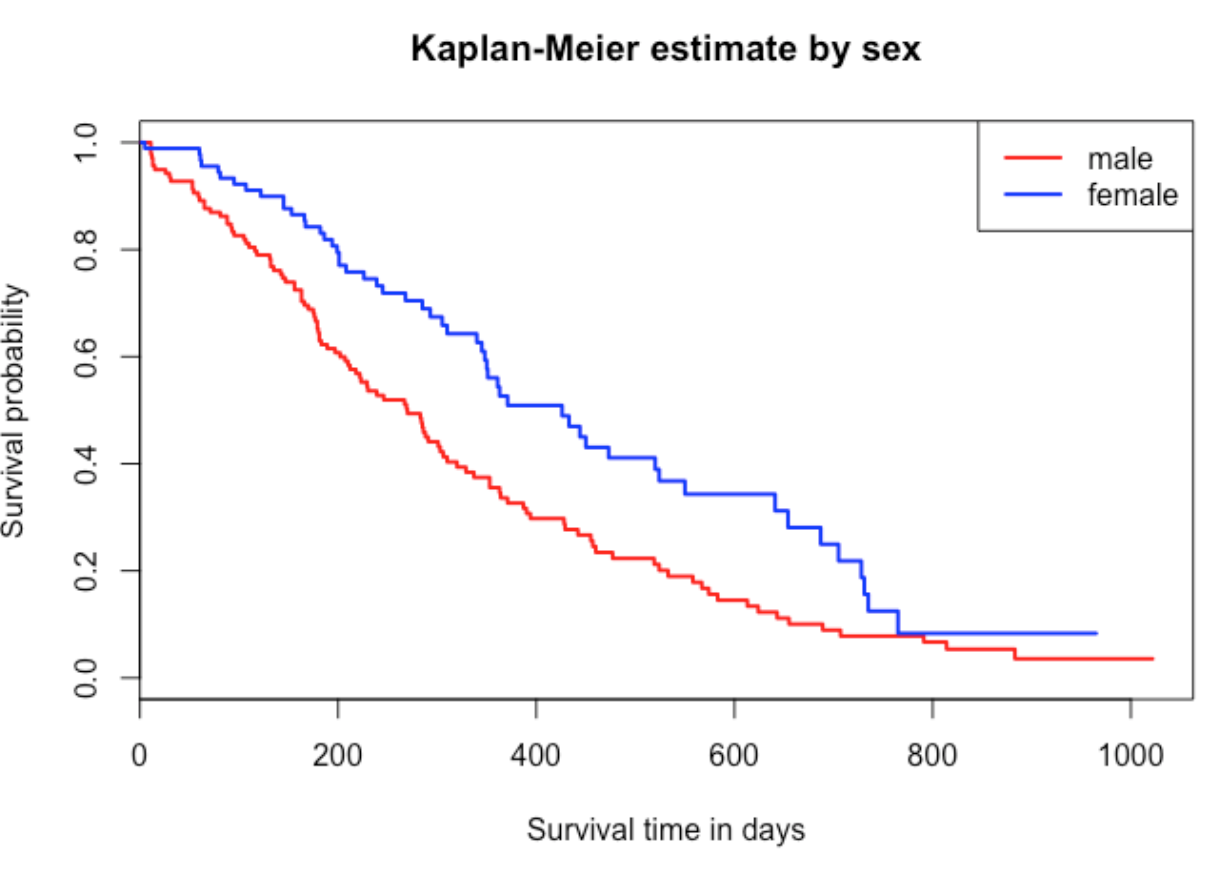 Kaplan-Meier estimate by sex
male
female
Survival probability
1.0
0.8
0.6
0.4
0.2
0.0
0 200 400 600 800 1000
Survival time in days